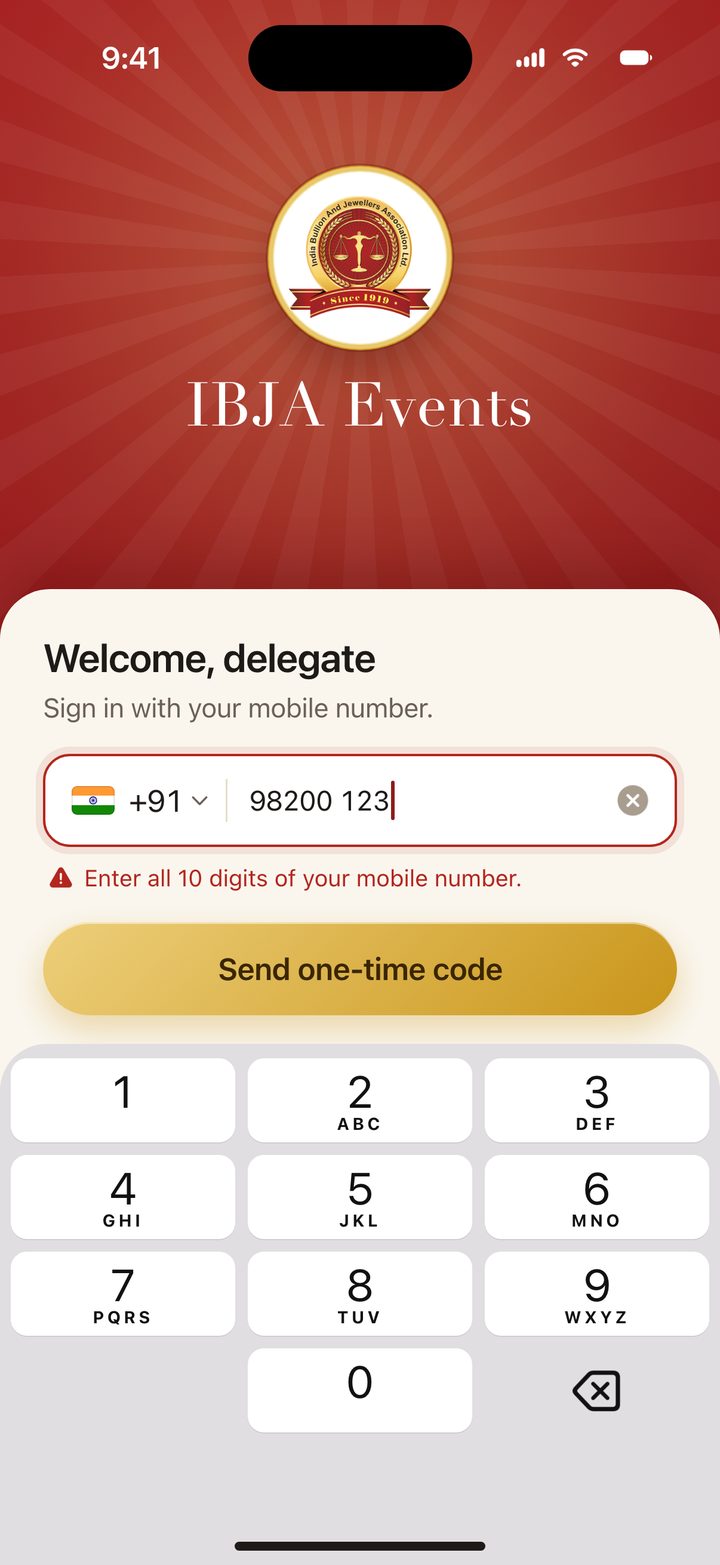 9:41
India Bullion And Jewellers Association Ltd.
Since 1919
IBJA Events
Welcome, delegate
Sign in with your mobile number.
+91 98200 123
Enter all 10 digits of your mobile number.
Send one-time code
1 2 3
ABC DEF
4 5 6
GHI JKL MNO
7 8 9
PQRS TUV WXYZ
0